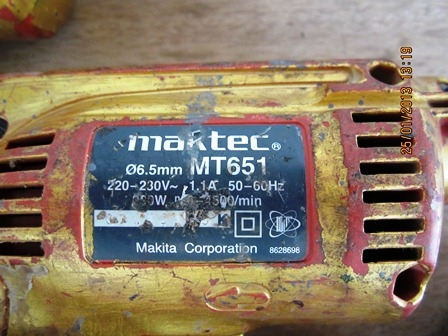 maktec®
Ø6.5mm MT651
220-230V~ 1.1A 50-60Hz
Makita Corporation
8628698
25/01/2013 13:19